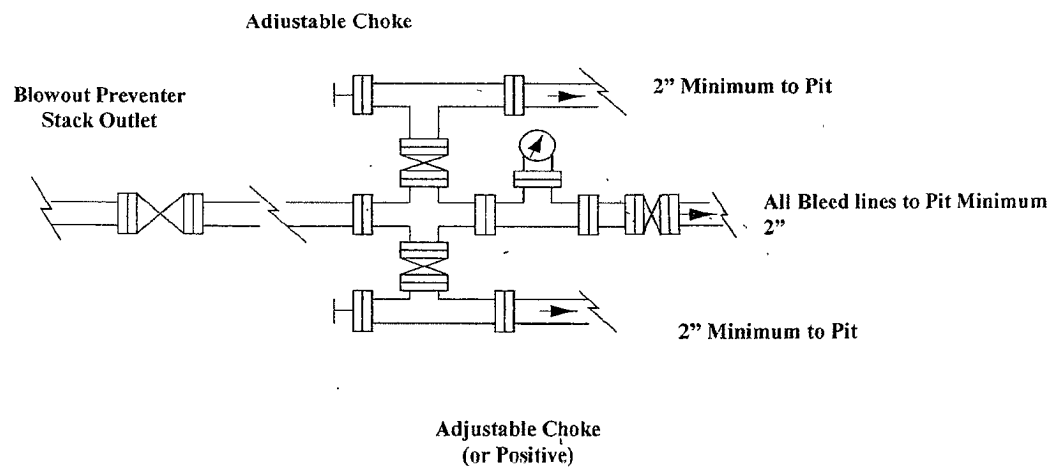 Adjustable Choke
2” Minimum to Pit
Blowout Preventer
Stack Outlet
All Bleed lines to Pit Minimum
2”
2” Minimum to Pit
Adjustable Choke
(or Positive)